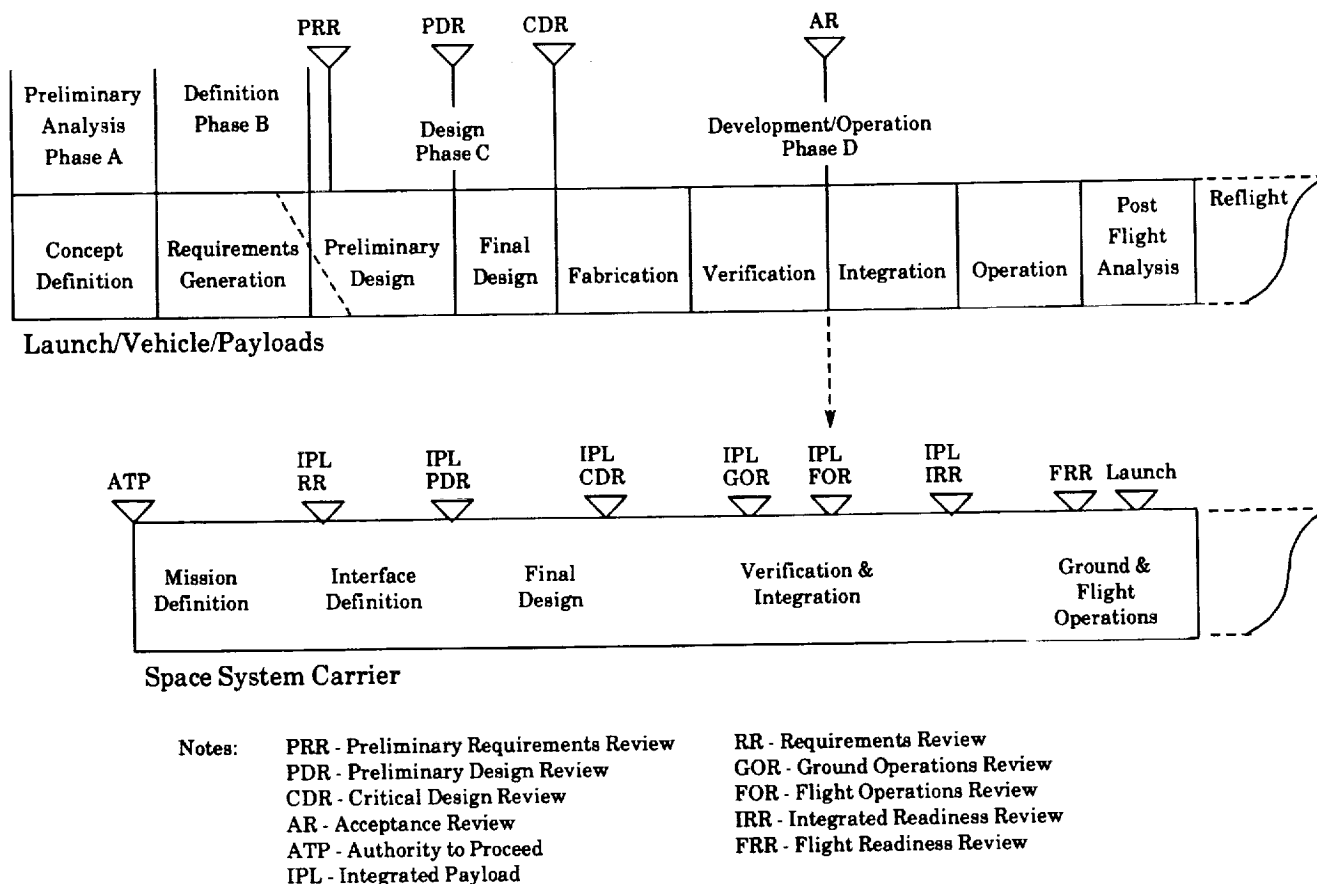 PRR
PDR
CDR
AR
Preliminary
Analysis
Phase A
Definition
Phase B
Design
Phase C
Development/Operation
Phase D
Concept
Definition
Requirements
Generation
Preliminary
Design
Final
Design
Fabrication
Verification
Integration
Operation
Post
Flight
Analysis
Reflight
Launch/Vehicle/Payloads
ATP
IPL
RR
IPL
PDR
IPL
CDR
IPL
GOR
IPL
FOR
IPL
IRR
FRR
Launch
Mission
Definition
Interface
Definition
Final
Design
Verification &
Integration
Ground &
Flight
Operations
Space System Carrier
Notes:
PRR - Preliminary Requirements Review
PDR - Preliminary Design Review
CDR - Critical Design Review
AR - Acceptance Review
ATP - Authority to Proceed
IPL - Integrated Payload
RR - Requirements Review
GOR - Ground Operations Review
FOR - Flight Operations Review
IRR - Integrated Readiness Review
FRR - Flight Readiness Review